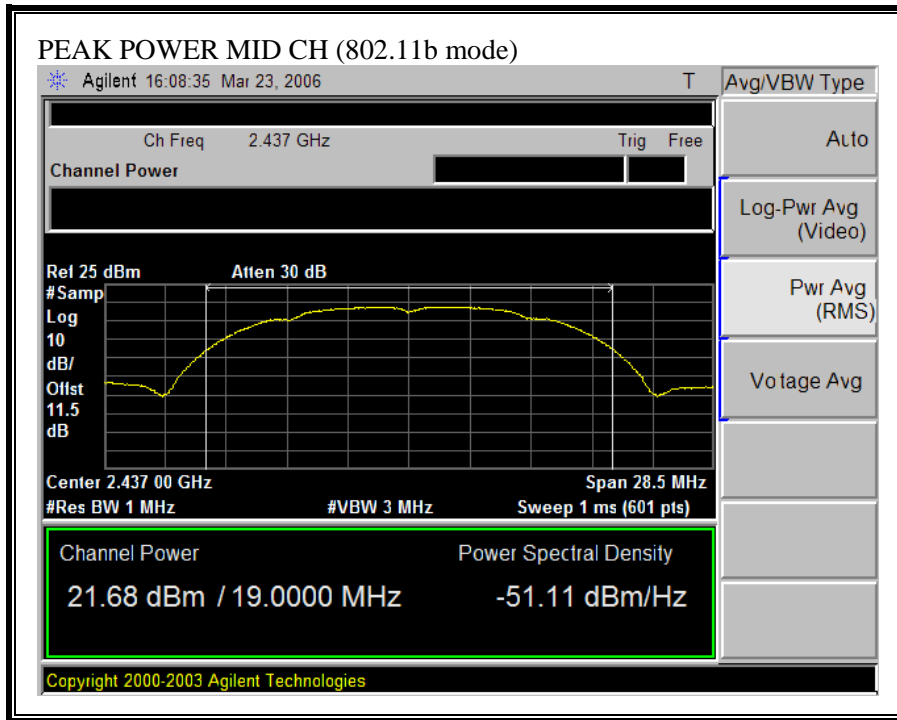 PEAK POWER MID CH (802.11b mode)
Agilent 16:08:35 Mar 23, 2006 T
Avg/VBW Type
Ch Freq 2.437 GHz Trig Free
Channel Power
Auto
Log-Pwr Avg
(Video)
Pwr Avg
(RMS)
Vo tage Avg
Ref 25 dBm Atten 30 dB
#Samp
Log
10
dB/
Offst
11.5
dB
Center 2.437 00 GHz Span 28.5 MHz
#Res BW 1 MHz #VBW 3 MHz Sweep 1 ms (601 pts)
Channel Power Power Spectral Density
21.68 dBm / 19.0000 MHz -51.11 dBm/Hz
Copyright 2000-2003 Agilent Technologies